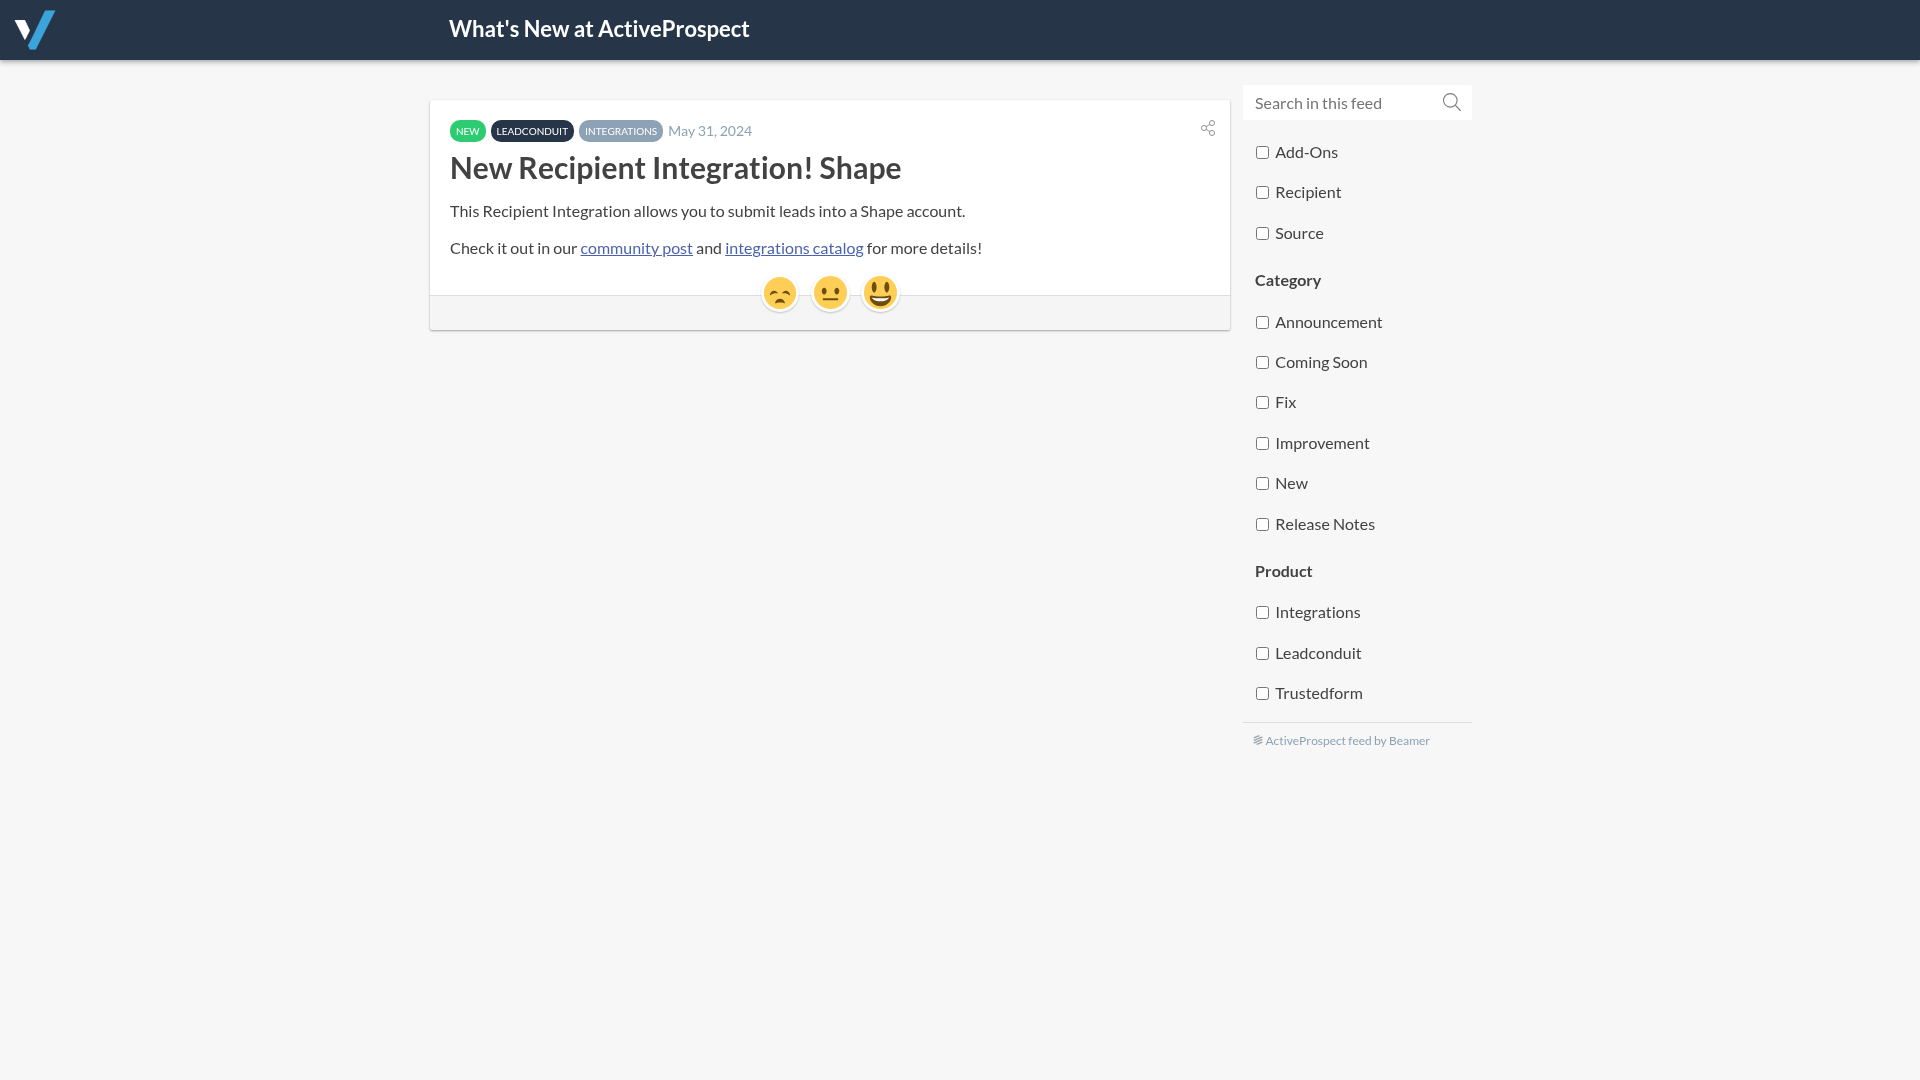 What's New at ActiveProspect
NEW LEADCONDUIT INTEGRATIONS May 31, 2024
New Recipient Integration! Shape
This Recipient Integration allows you to submit leads into a Shape account.
Check it out in our community post and integrations catalog for more details!
Search in this feed
Add-Ons
Recipient
Source
Category
Announcement
Coming Soon
Fix
Improvement
New
Release Notes
Product
Integrations
Leadconduit
Trustedform
ActiveProspect feed by Beamer